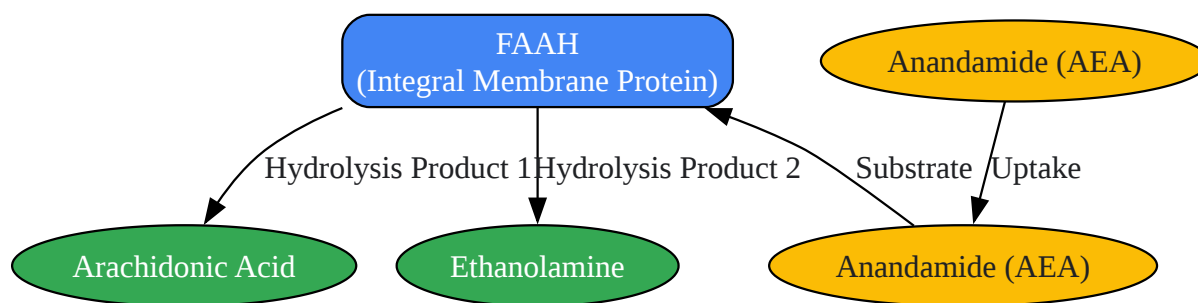 FAAH
(Integral Membrane Protein)
Anandamide (AEA)
Hydrolysis Product 1
Hydrolysis Product 2
Substrate
Uptake
Arachidonic Acid
Ethanolamine
Anandamide (AEA)